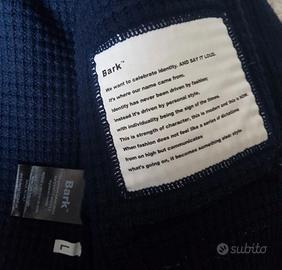 Bark™
We want to celebrate identity. AND SAY IT LOUD.
It's where our name came from.
Identity has never been driven by fashion;
instead it's driven by personal style,
with individuality being the sign of the times
This is strength of character, this is modern and this is NOW.
When fashion does not feel like a series of dictations
from on high but communicates
what's going on, it becomes something clear style.
Bark
L
subito